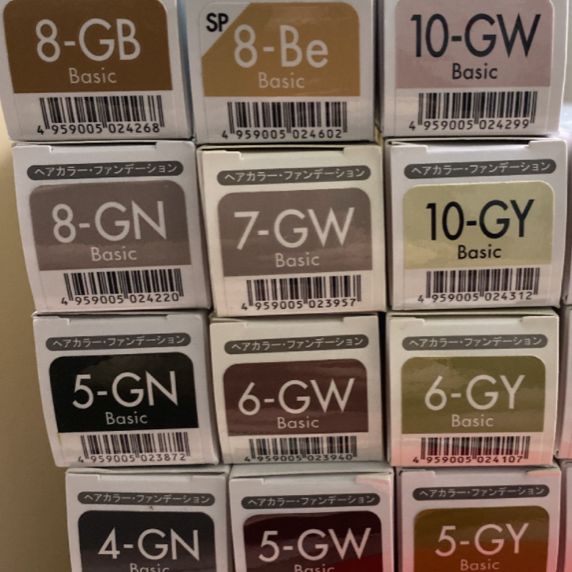 8-GB
Basic
4 959005 024268
SP
8-Be
Basic
4 959005 024602
10-GW
Basic
4 959005 024299
ヘアカラー・ファンデーション
8-GN
Basic
4 959005 024220
ヘアカラー・ファンデーション
7-GW
Basic
4 959005 023957
ヘアカラー・ファンデーション
10-GY
Basic
4 959005 024312
ヘアカラー・ファンデーション
5-GN
Basic
4 959005 023872
ヘアカラー・ファンデーション
6-GW
Basic
4 959005 023940
ヘアカラー・ファンデーション
6-GY
Basic
4 959005 024107
ヘアカラー・ファンデーション
4-GN
Basic
ヘアカラー・ファンデーション
5-GW
Basic
ヘアカラー・ファンデーション
5-GY
Basic